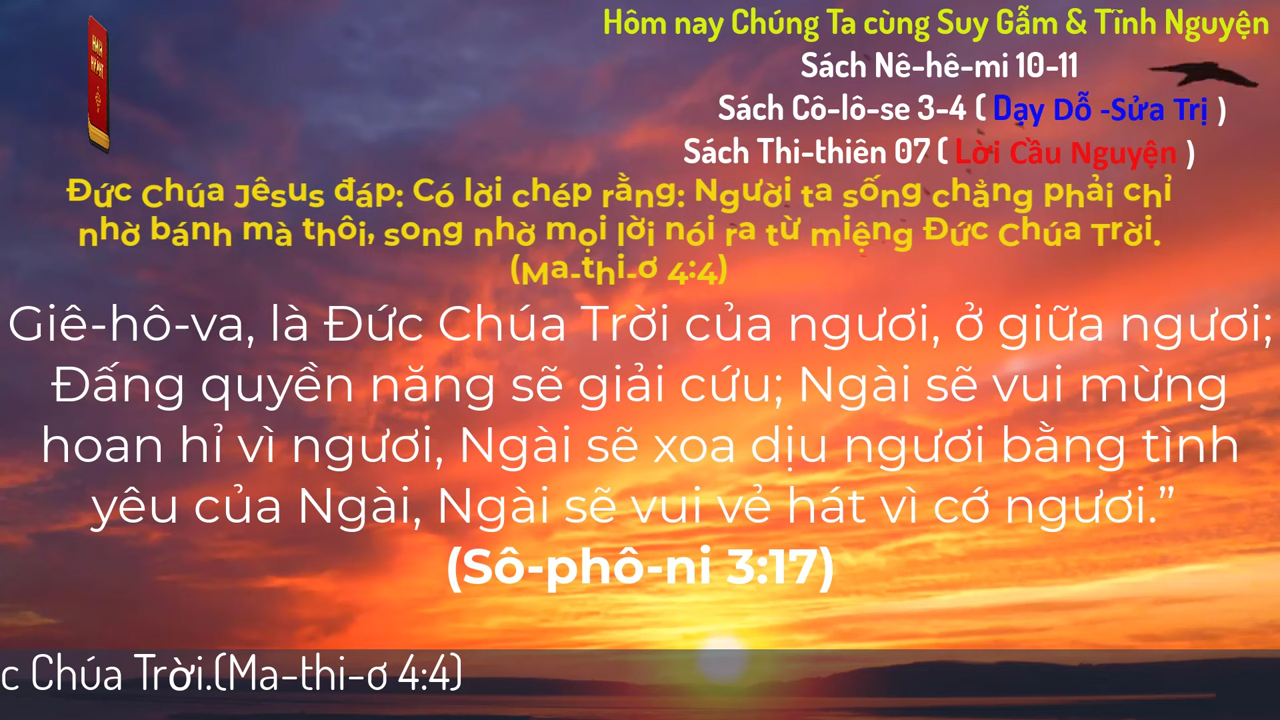 Hôm nay Chúng Ta cùng Suy Gẫm & Tĩnh Nguyện
Sách Nê-hê-mi 10-11
Sách Cô-lô-se 3-4 ( Dạy Dỗ -Sửa Trị )
Sách Thi-thiên 07 ( Lời Cầu Nguyện )
Đức Chúa Jêsus đáp: Có lời chép rằng: Người ta sống chẳng phải chỉ
nhờ bánh mà thôi, song nhờ mọi lời nói ra từ miệng Đức Chúa Trời.
(Ma-thi-ơ 4:4)
Giê-hô-va, là Đức Chúa Trời của ngươi, ở giữa ngươi;
Đấng quyền năng sẽ giải cứu; Ngài sẽ vui mừng
hoan hỉ vì ngươi, Ngài sẽ xoa dịu ngươi bằng tình
yêu của Ngài, Ngài sẽ vui vẻ hát vì cớ ngươi.”
(Sô-phô-ni 3:17)
c Chúa Trời.(Ma-thi-ơ 4:4)